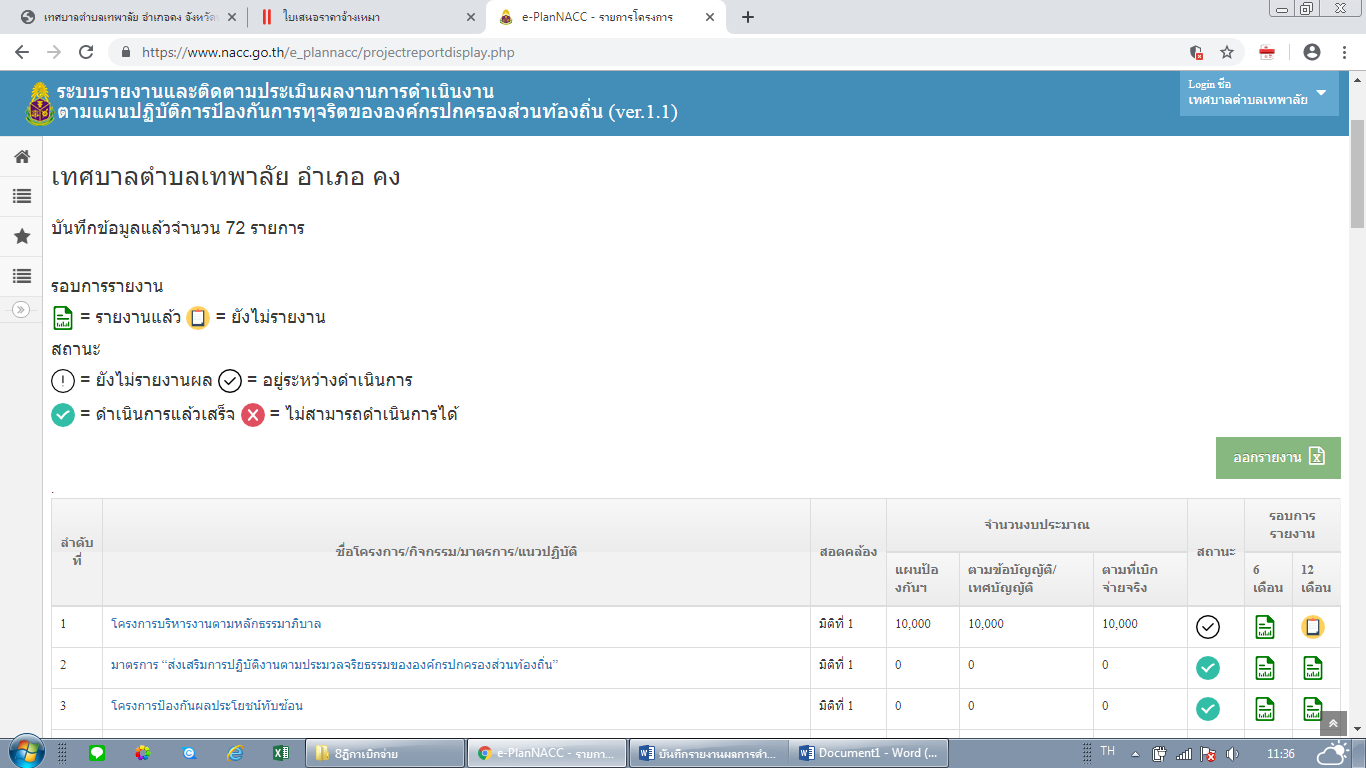 เทศบาลตำบลเทพาลัย อำเภอคง จังหวัดน
ใบเสนอราคาจ้างเหมา
e-PlanNACC - รายการโครงการ
https://www.nacc.go.th/e_plannacc/projectreportdisplay.php
ระบบรายงานและติดตามประเมินผลงานการดำเนินงาน
ตามแผนปฏิบัติการป้องกันการทุจริตขององค์กรปกครองส่วนท้องถิ่น (ver.1.1)
Login ชื่อ
เทศบาลตำบลเทพาลัย
เทศบาลตำบลเทพาลัย อำเภอ คง
บันทึกข้อมูลแล้วจำนวน 72 รายการ
รอบการรายงาน
= รายงานแล้ว = ยังไม่รายงาน
สถานะ
= ยังไม่รายงานผล = อยู่ระหว่างดำเนินการ
= ดำเนินการแล้วเสร็จ = ไม่สามารถดำเนินการได้
ออกรายงาน
.
ลำดับ
ที่
ชื่อโครงการ/กิจกรรม/มาตรการ/แนวปฏิบัติ
สอดคล้อง
จำนวนงบประมาณ
สถานะ
รอบการ
รายงาน
แผนป้อ
งกันฯ
ตามข้อบัญญัติ/
เทศบัญญัติ
ตามที่เบิก
จ่ายจริง
6
เดือน
12
เดือน
1 โครงการบริหารงานตามหลักธรรมาภิบาล มิติที่ 1 10,000 10,000 10,000
2 มาตรการ “ส่งเสริมการปฏิบัติงานตามประมวลจริยธรรมขององค์กรปกครองส่วนท้องถิ่น” มิติที่ 1 0 0 0
3 โครงการป้องกันผลประโยชน์ทับซ้อน มิติที่ 1 0 0 0
8ฎีกาเบิกจ่าย
e-PlanNACC - รายกา...
บันทึกรายงานผลการดำ...
Document1 - Word (...
TH
11:36